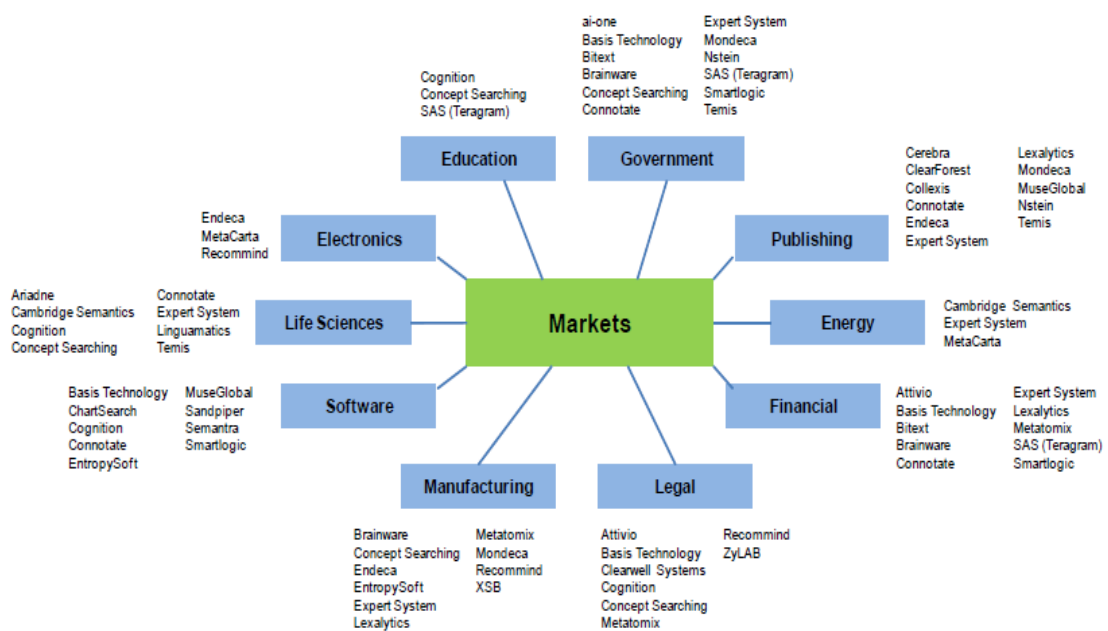 ai-one
Basis Technology
Bitext
Brainware
Concept Searching
Connotate
Expert System
Mondeca
Nstein
SAS (Teragram)
Smartlogic
Temis
Cognition
Concept Searching
SAS (Teragram)
Education
Government
Cerebra
ClearForest
Collexis
Connotate
Endeca
Expert System
Lexalytics
Mondeca
MuseGlobal
Nstein
Temis
Endeca
MetaCarta
Recommind
Electronics
Publishing
Ariadne
Cambridge Semantics
Cognition
Concept Searching
Connotate
Expert System
Linguamatics
Temis
Life Sciences
Markets
Energy
Cambridge Semantics
Expert System
MetaCarta
Basis Technology
ChartSearch
Cognition
Connotate
EntropySoft
MuseGlobal
Sandpiper
Semantra
Smartlogic
Software
Financial
Attivio
Basis Technology
Bitext
Brainware
Connotate
Expert System
Lexalytics
Metatomix
SAS (Teragram)
Smartlogic
Manufacturing
Legal
Brainware
Concept Searching
Endeca
EntropySoft
Expert System
Lexalytics
Metatomix
Mondeca
Recommind
XSB
Attivio
Basis Technology
Clearwell Systems
Cognition
Concept Searching
Metatomix
Recommind
ZyLAB